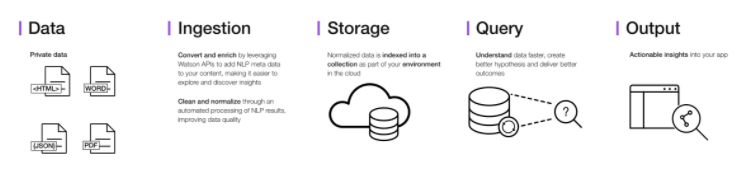 Data
Private data
<HTML>
WORD
{JSON}
PDF
Ingestion
Convert and enrich by leveraging
Watson APIs to add NLP meta data
to your content, making it easier to
explore and discover insights
Clean and normalize through an
automated processing of NLP results,
improving data quality
Storage
Normalized data is indexed into a
collection as part of your environment
in the cloud
Query
Understand data faster, create
better hypothesis and deliver better
outcomes
?
Output
Actionable insights into your app